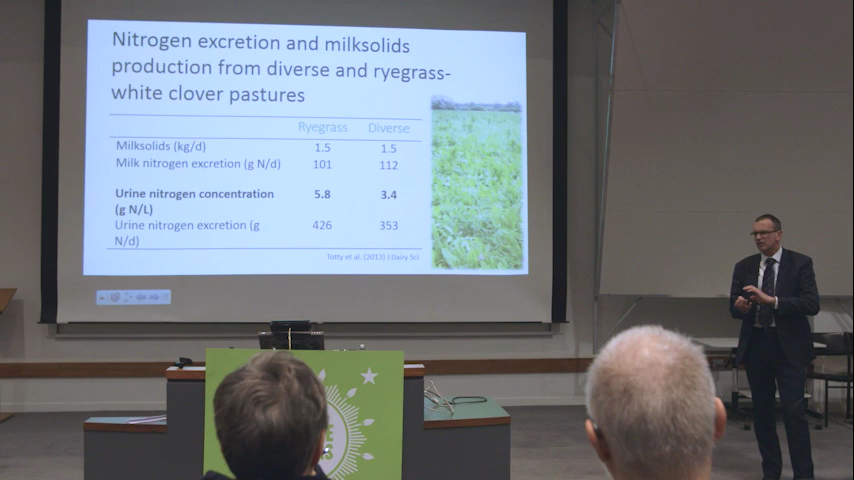 Nitrogen excretion and milksolids
production from diverse and ryegrass-
white clover pastures
Ryegrass Diverse
Milksolids (kg/d) 1.5 1.5
Milk nitrogen excretion (g N/d) 101 112
Urine nitrogen concentration
(g N/L) 5.8 3.4
Urine nitrogen excretion (g
N/d) 426 353
Totty et al. (2013) J Dairy Sci